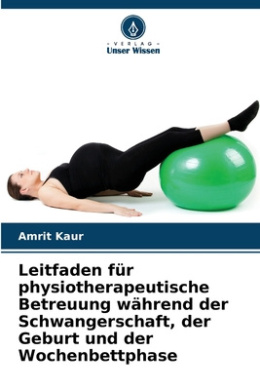 VERLAG
Unser Wissen
Amrit Kaur
Leitfaden für
physiotherapeutische
Betreuung während der
Schwangerschaft, der
Geburt und der
Wochenbettphase